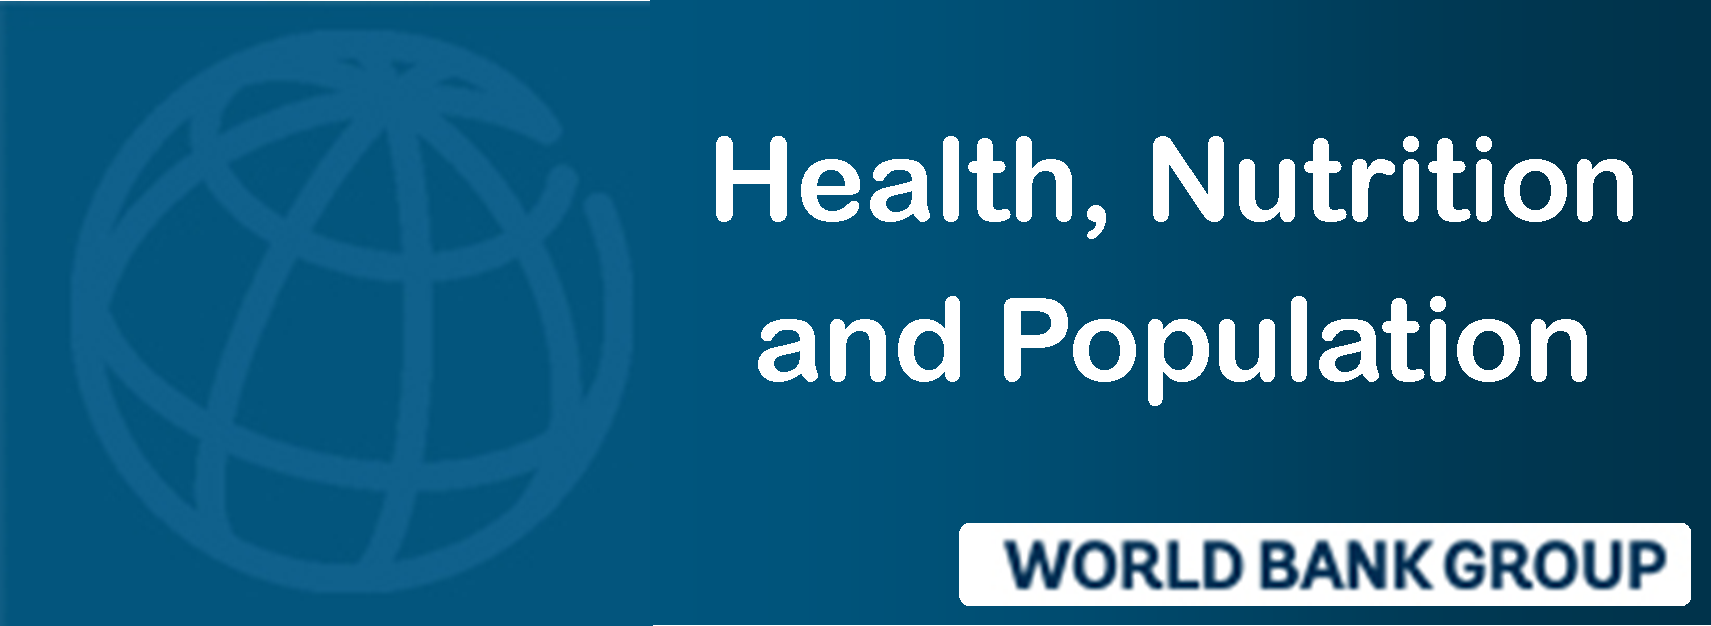 Health, Nutrition
and Population
WORLD BANK GROUP